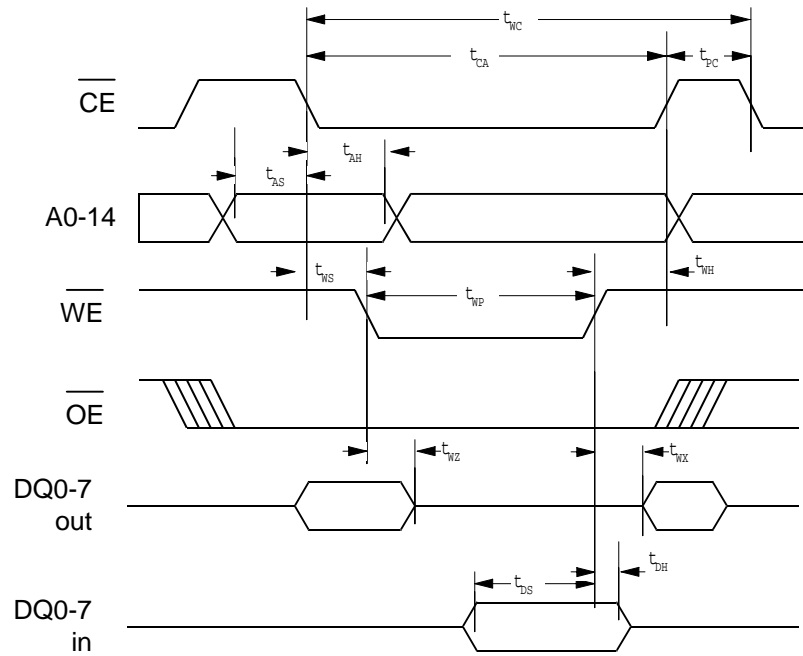 tWC
tCA
tPC
CE
tAH
tAS
A0-14
tWS
tWH
tWP
WE
OE
tWZ
tWX
DQ0-7
out
tDH
tDS
DQ0-7
in